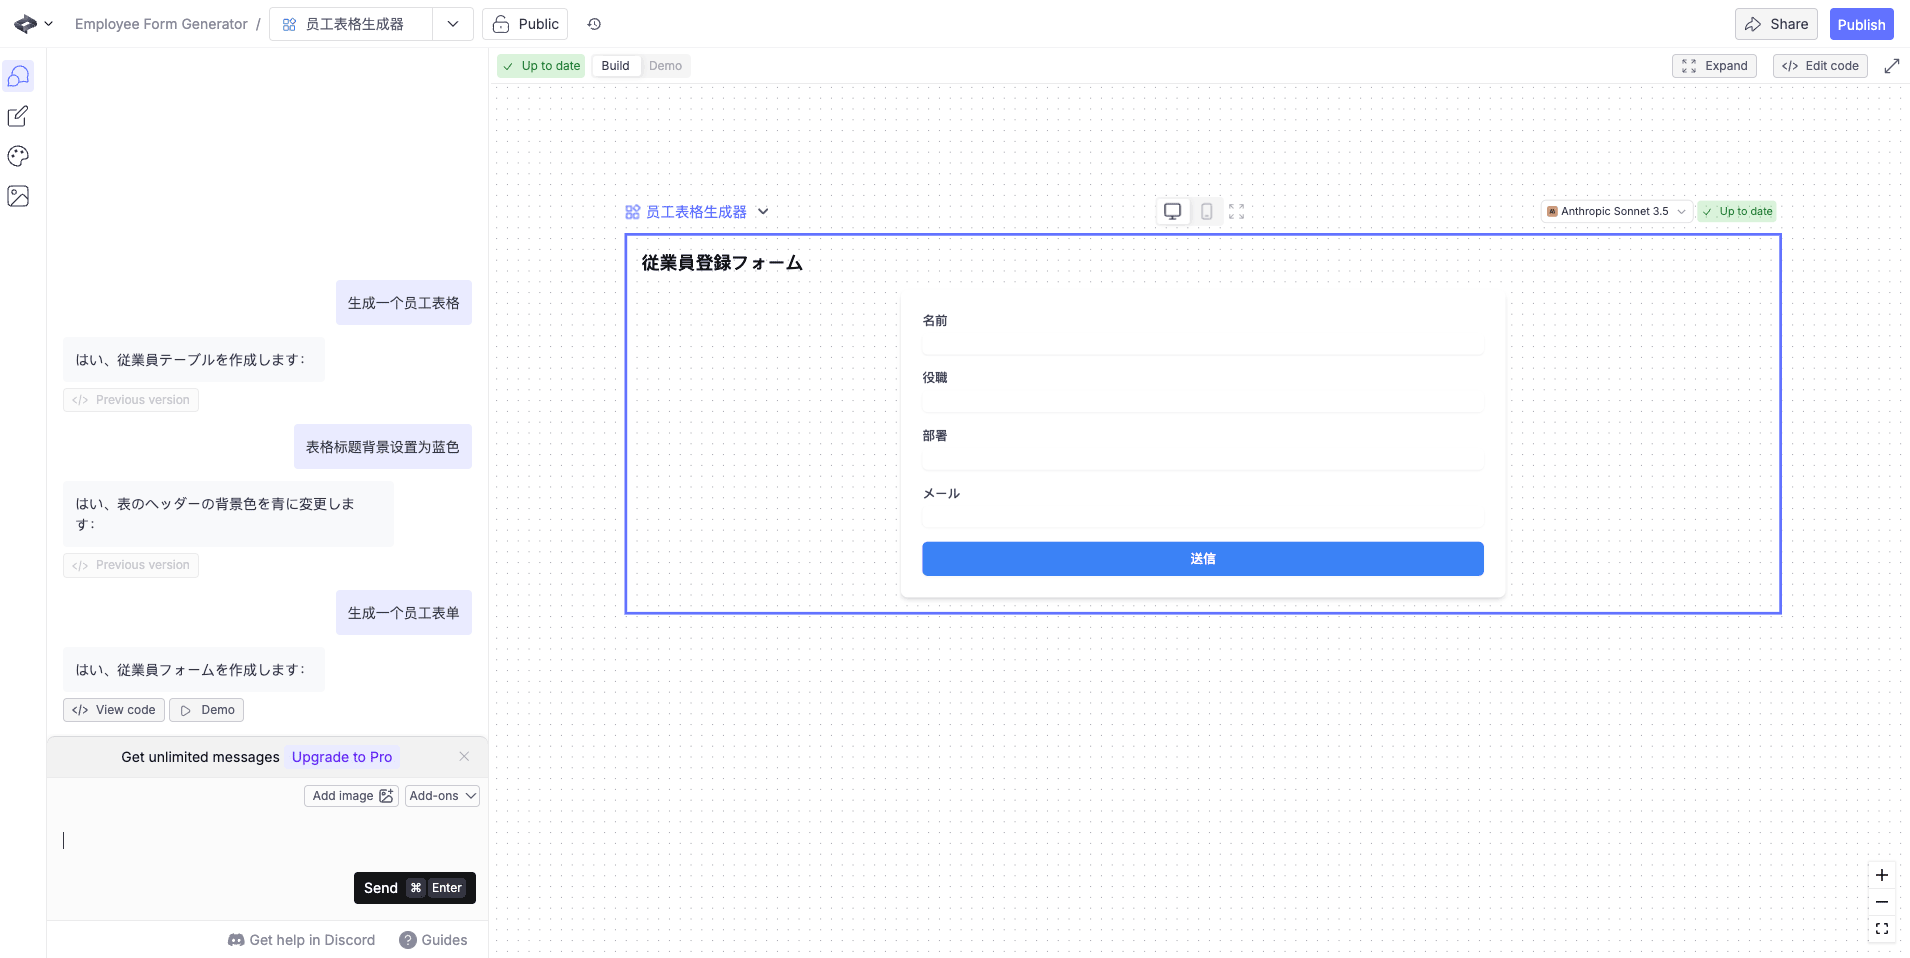 Employee Form Generator / 员工表格生成器 Public
Share Publish
Up to date Build Demo
Expand </> Edit code
生成一个员工表格
はい、従業員テーブルを作成します：
</> Previous version
表格标题背景设置为蓝色
はい、表のヘッダーの背景色を青に変更しま
す：
</> Previous version
生成一个员工表单
はい、従業員フォームを作成します：
</> View code Demo
Get unlimited messages Upgrade to Pro
Add image Add-ons
Send ⌘ Enter
Get help in Discord ? Guides
员工表格生成器
Anthropic Sonnet 3.5 Up to date
従業員登録フォーム
名前
役職
部署
メール
送信